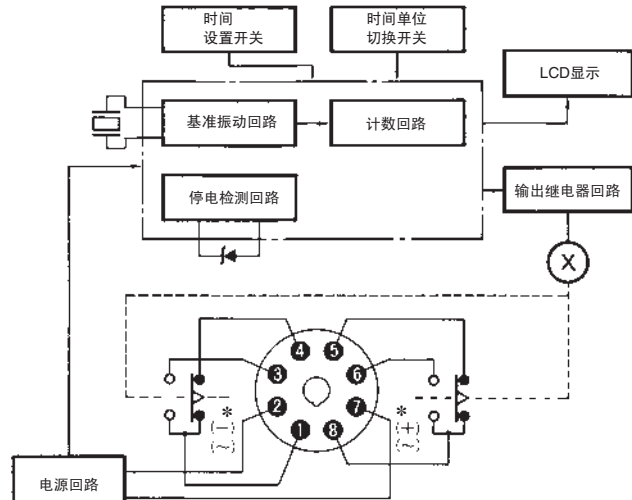 时间
设置开关
时间单位
切换开关
LCD显示
基准振动回路
计数回路
停电检测回路
输出继电器回路
X
4 5
3 6
2 7
1 8
* (−) (~)
* (+) (~)
电源回路